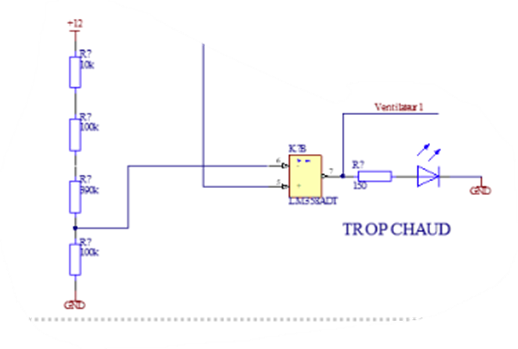 +12
R?
10k
R?
100k
R?
390k
R?
100k
GND
Ventilateur 1
K?B
6
5
7
LM358ADT
R?
150
GND
TROP CHAUD